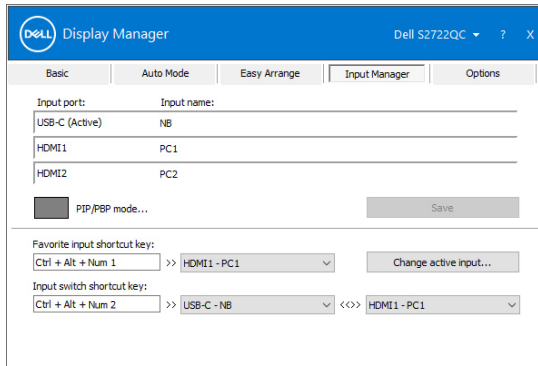 DELL Display Manager Dell S2722QC ? X
Basic Auto Mode Easy Arrange Input Manager Options
Input port: Input name:
USB-C (Active) NB
HDMI1 PC1
HDMI2 PC2
PIP/PBP mode... Save
Favorite input shortcut key:
Ctrl + Alt + Num 1 >> HDMI1 - PC1 Change active input...
Input switch shortcut key:
Ctrl + Alt + Num 2 >> USB-C - NB <<>> HDMI1 - PC1